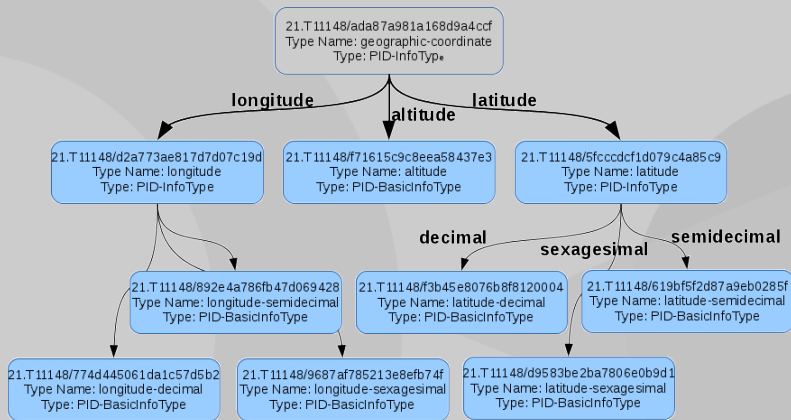 21.T11148/ada87a981a168d9a4ccf
Type Name: geographic-coordinate
Type: PID-InfoType
longitude
altitude
latitude
21.T11148/d2a773ae817d7d07c19d
Type Name: longitude
Type: PID-InfoType
21.T11148/f71615c9c8eea58437e3
Type Name: altitude
Type: PID-BasicInfoType
21.T11148/5fcccdcf1d079c4a85c9
Type Name: latitude
Type: PID-InfoType
decimal
sexagesimal
semidecimal
21.T11148/892e4a786fb47d069428
Type Name: longitude-semidecimal
Type: PID-BasicInfoType
21.T11148/f3b45e8076b8f8120004
Type Name: latitude-decimal
Type: PID-BasicInfoType
21.T11148/619bf5f2d87a9eb0285f
Type Name: latitude-semidecimal
Type: PID-BasicInfoType
21.T11148/774d445061da1c57d5b2
Type Name: longitude-decimal
Type: PID-BasicInfoType
21.T11148/9687af785213e8efb74f
Type Name: longitude-sexagesimal
Type: PID-BasicInfoType
21.T11148/d9583be2ba7806e0b9d1
Type Name: latitude-sexagesimal
Type: PID-BasicInfoType